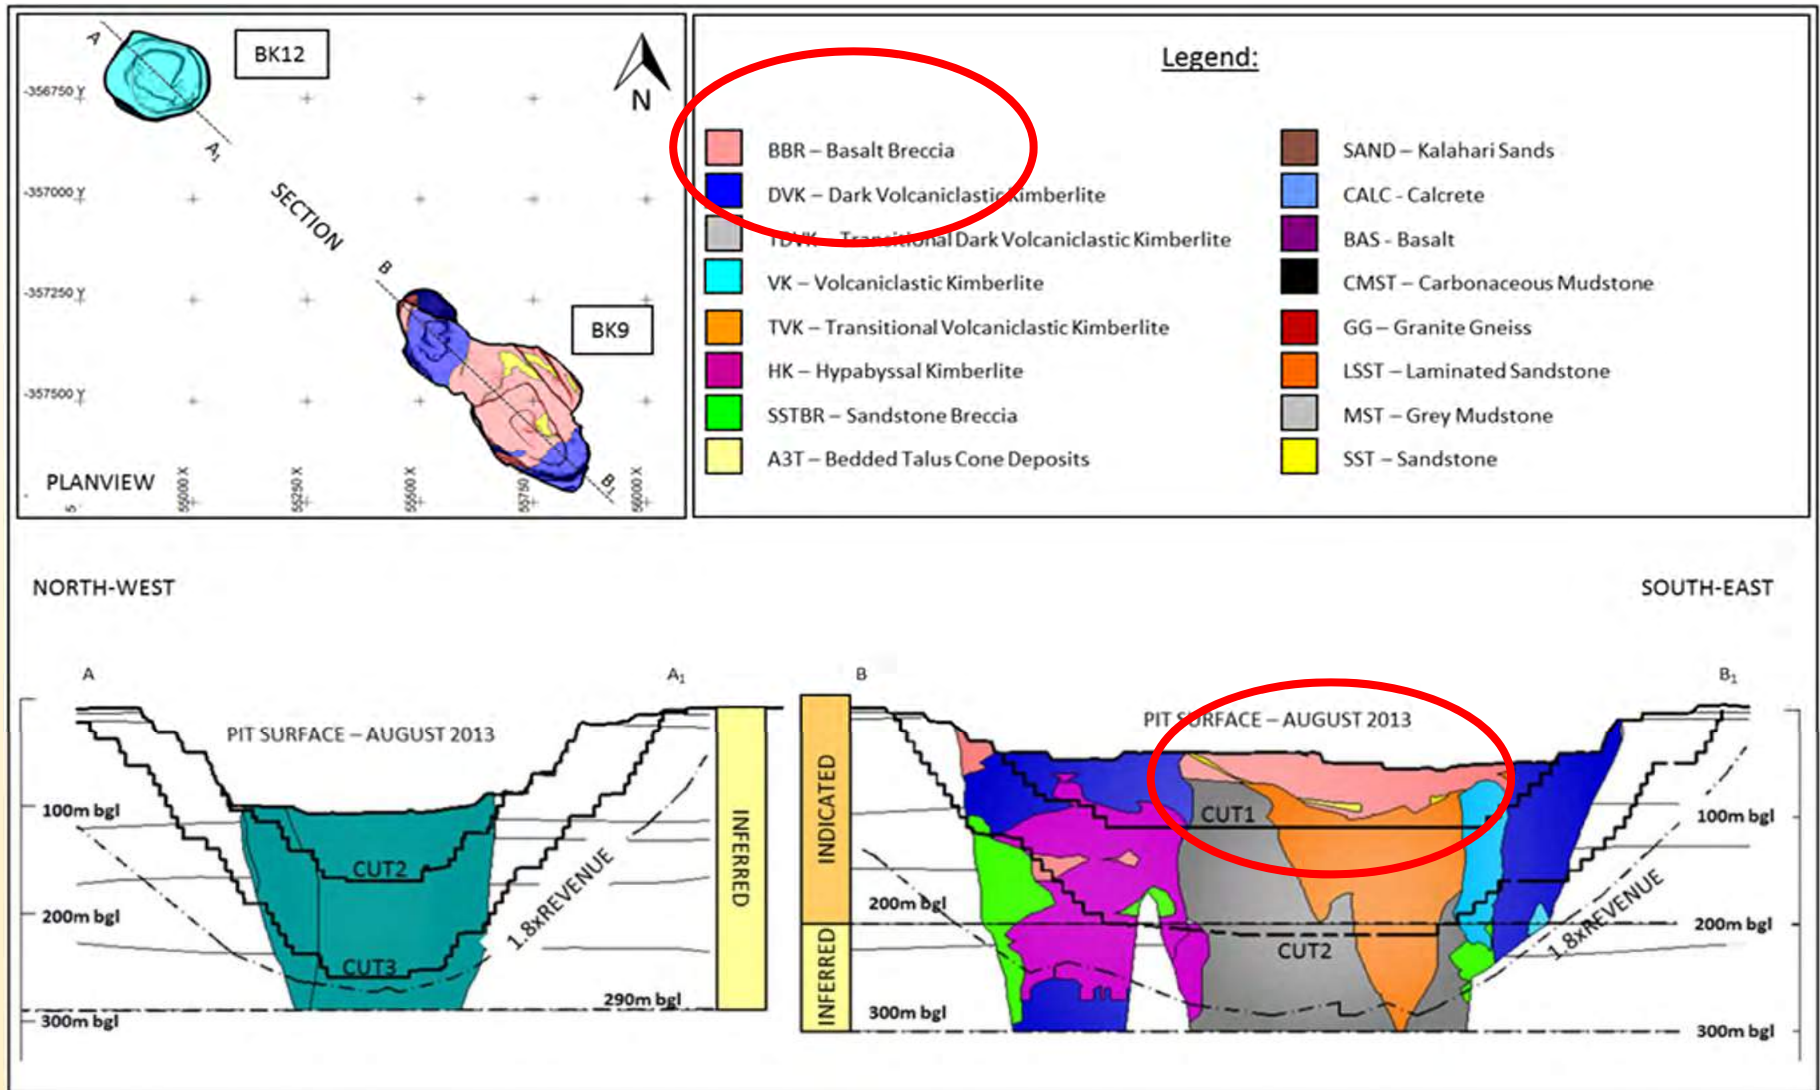 A
BK12
-356750 Y
N
A1
-357000 Y
SECTION
B
-357250 Y
BK9
-357500 Y
B1
PLANVIEW
55000 X
55250 X
55500 X
55750
56000 X
Legend:
BBR – Basalt Breccia
DVK – Dark Volcaniclastic Kimberlite
TDVK – Transitional Dark Volcaniclastic Kimberlite
VK – Volcaniclastic Kimberlite
TVK – Transitional Volcaniclastic Kimberlite
HK – Hypabyssal Kimberlite
SSTBR – Sandstone Breccia
A3T – Bedded Talus Cone Deposits
SAND – Kalahari Sands
CALC - Calcrete
BAS - Basalt
CMST – Carbonaceous Mudstone
GG – Granite Gneiss
LSST – Laminated Sandstone
MST – Grey Mudstone
SST – Sandstone
NORTH-WEST
SOUTH-EAST
A
A1
PIT SURFACE – AUGUST 2013
100m bgl
CUT2
200m bgl
CUT3
1.8xREVENUE
290m bgl
300m bgl
INFERRED
B
B1
INDICATED
INFERRED
PIT SURFACE – AUGUST 2013
CUT1
100m bgl
200m bgl
200m bgl
CUT2
1.8xREVENUE
300m bgl
300m bgl